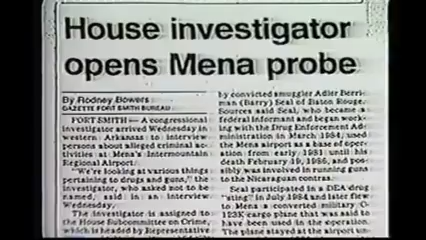 House investigator
opens Mena probe
By Rodney Bowers
GAZETTE FORT SMITH BUREAU
FORT SMITH — A congressional
investigator arrived Wednesday in
western Arkansas to interview
persons about alleged criminal ac-
tivities at Mena's Intermountain
Regional Airport.
"We're looking at various things
pertaining to drugs and guns," the
investigator, who asked not to be
named, said in an interview
Wednesday.
The investigator is assigned to
the House Subcommittee on Crime,
which is headed by Representative
by convicted smuggler Adler Berri-
man (Barry) Seal of Baton Rouge.
Sources said Seal, who became a
federal informant and began work-
ing with the Drug Enforcement Ad-
ministration in March 1984, used
the Mena airport as a base of oper-
ation from early 1981 until his
death February 19, 1986, and pos-
sibly was involved in running guns
to the Nicaraguan contras.
Seal participated in a DEA drug
"sting" in July 1984 and later flew
to Mena a converted military C-
123K cargo plane that was said to
have been used in the operation.
The plane stayed at the airport un-